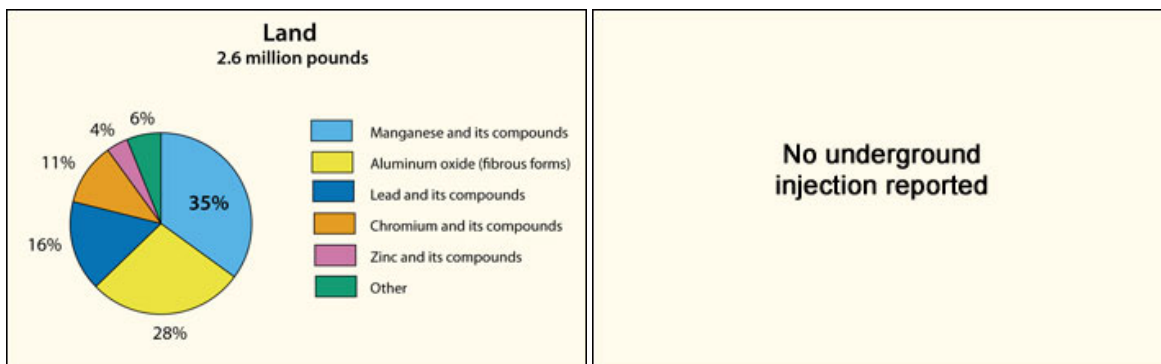 Land
2.6 million pounds
6%
4%
11%
16%
28%
35%
Manganese and its compounds
Aluminum oxide (fibrous forms)
Lead and its compounds
Chromium and its compounds
Zinc and its compounds
Other
No underground
injection reported